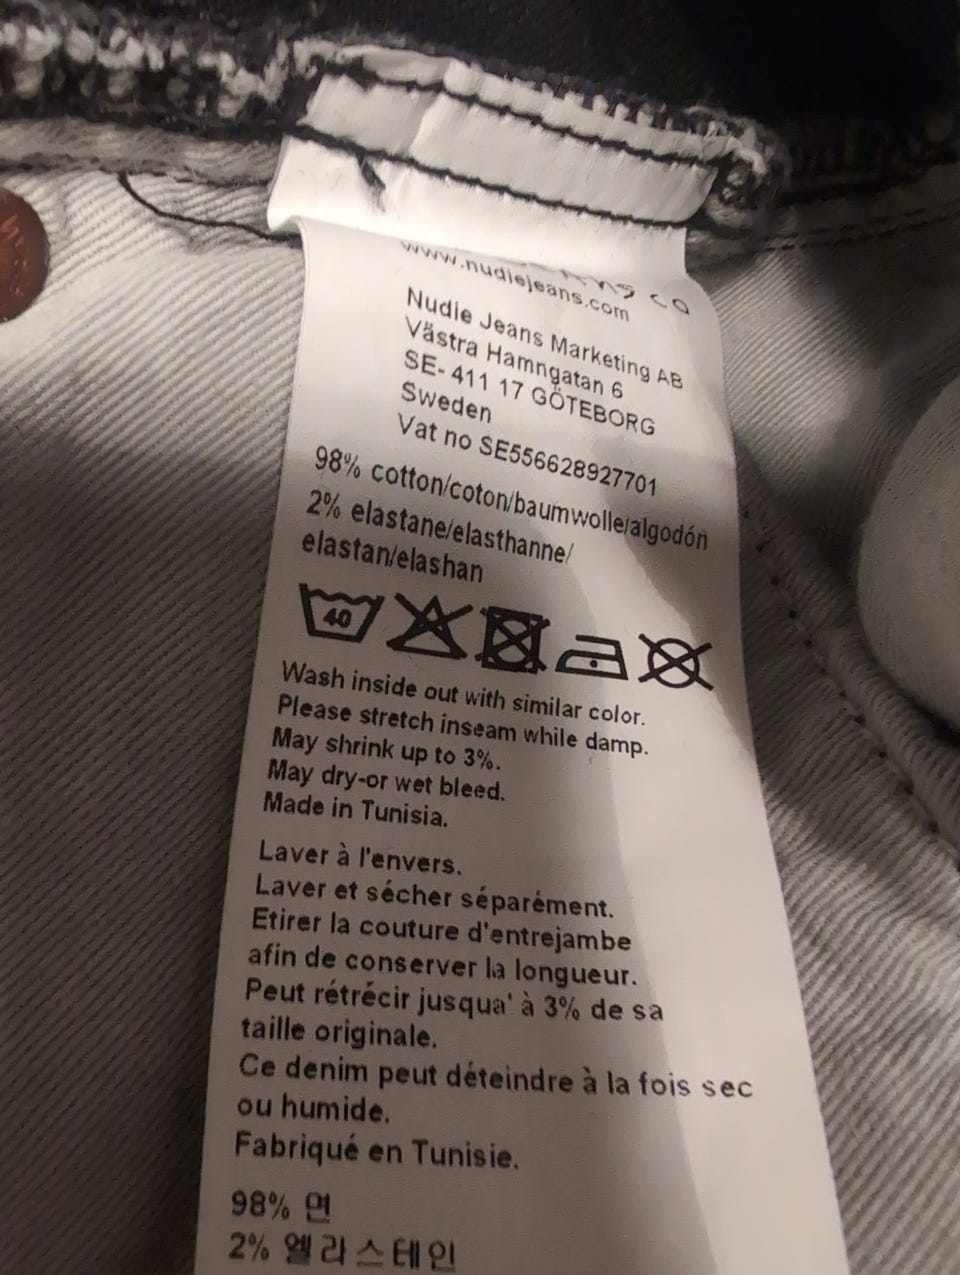 www.nudiejeans.com
Nudie Jeans Marketing AB
Västra Hamngatan 6
SE- 411 17 GÖTEBORG
Sweden
Vat no SE556628927701
98% cotton/coton/baumwolle/algodón
2% elastane/elasthanne/
elastan/elashan
40
Wash inside out with similar color.
Please stretch inseam while damp.
May shrink up to 3%.
May dry-or wet bleed.
Made in Tunisia.
Laver à l'envers.
Laver et sécher séparément.
Etirer la couture d'entrejambe
afin de conserver la longueur.
Peut rétrécir jusqua' à 3% de sa
taille originale.
Ce denim peut déteindre à la fois sec
ou humide.
Fabriqué en Tunisie.
98% 면
2% 엘라스테인